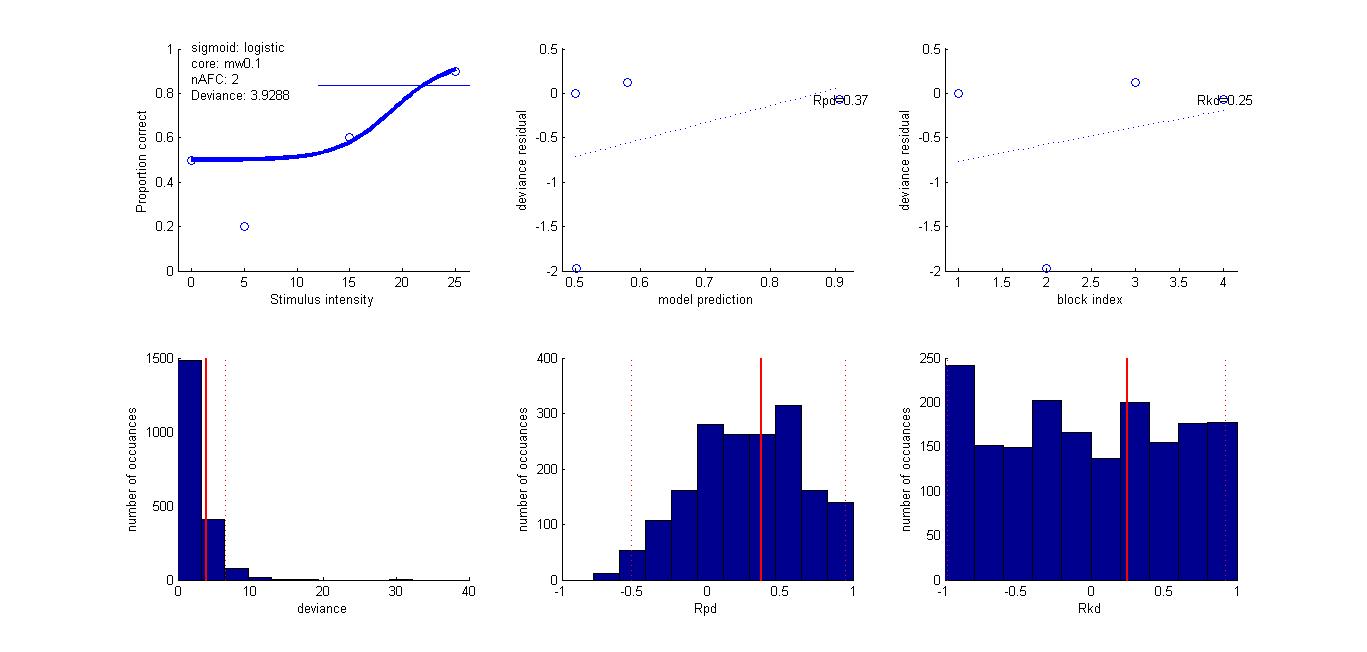 sigmoid: logistic
core: mw0.1
nAFC: 2
Deviance: 3.9288
1
0.8
0.6
0.4
0.2
0
Proportion correct
0 5 10 15 20 25
Stimulus intensity
0.5
0
-0.5
-1
-1.5
-2
deviance residual
Rpd=0.37
0.5 0.6 0.7 0.8 0.9
model prediction
0.5
0
-0.5
-1
-1.5
-2
deviance residual
Rkd=0.25
1 1.5 2 2.5 3 3.5 4
block index
1500
1000
500
0
number of occuances
0 10 20 30 40
deviance
400
300
200
100
0
number of occuances
-1 -0.5 0 0.5 1
Rpd
250
200
150
100
50
0
number of occuances
-1 -0.5 0 0.5 1
Rkd